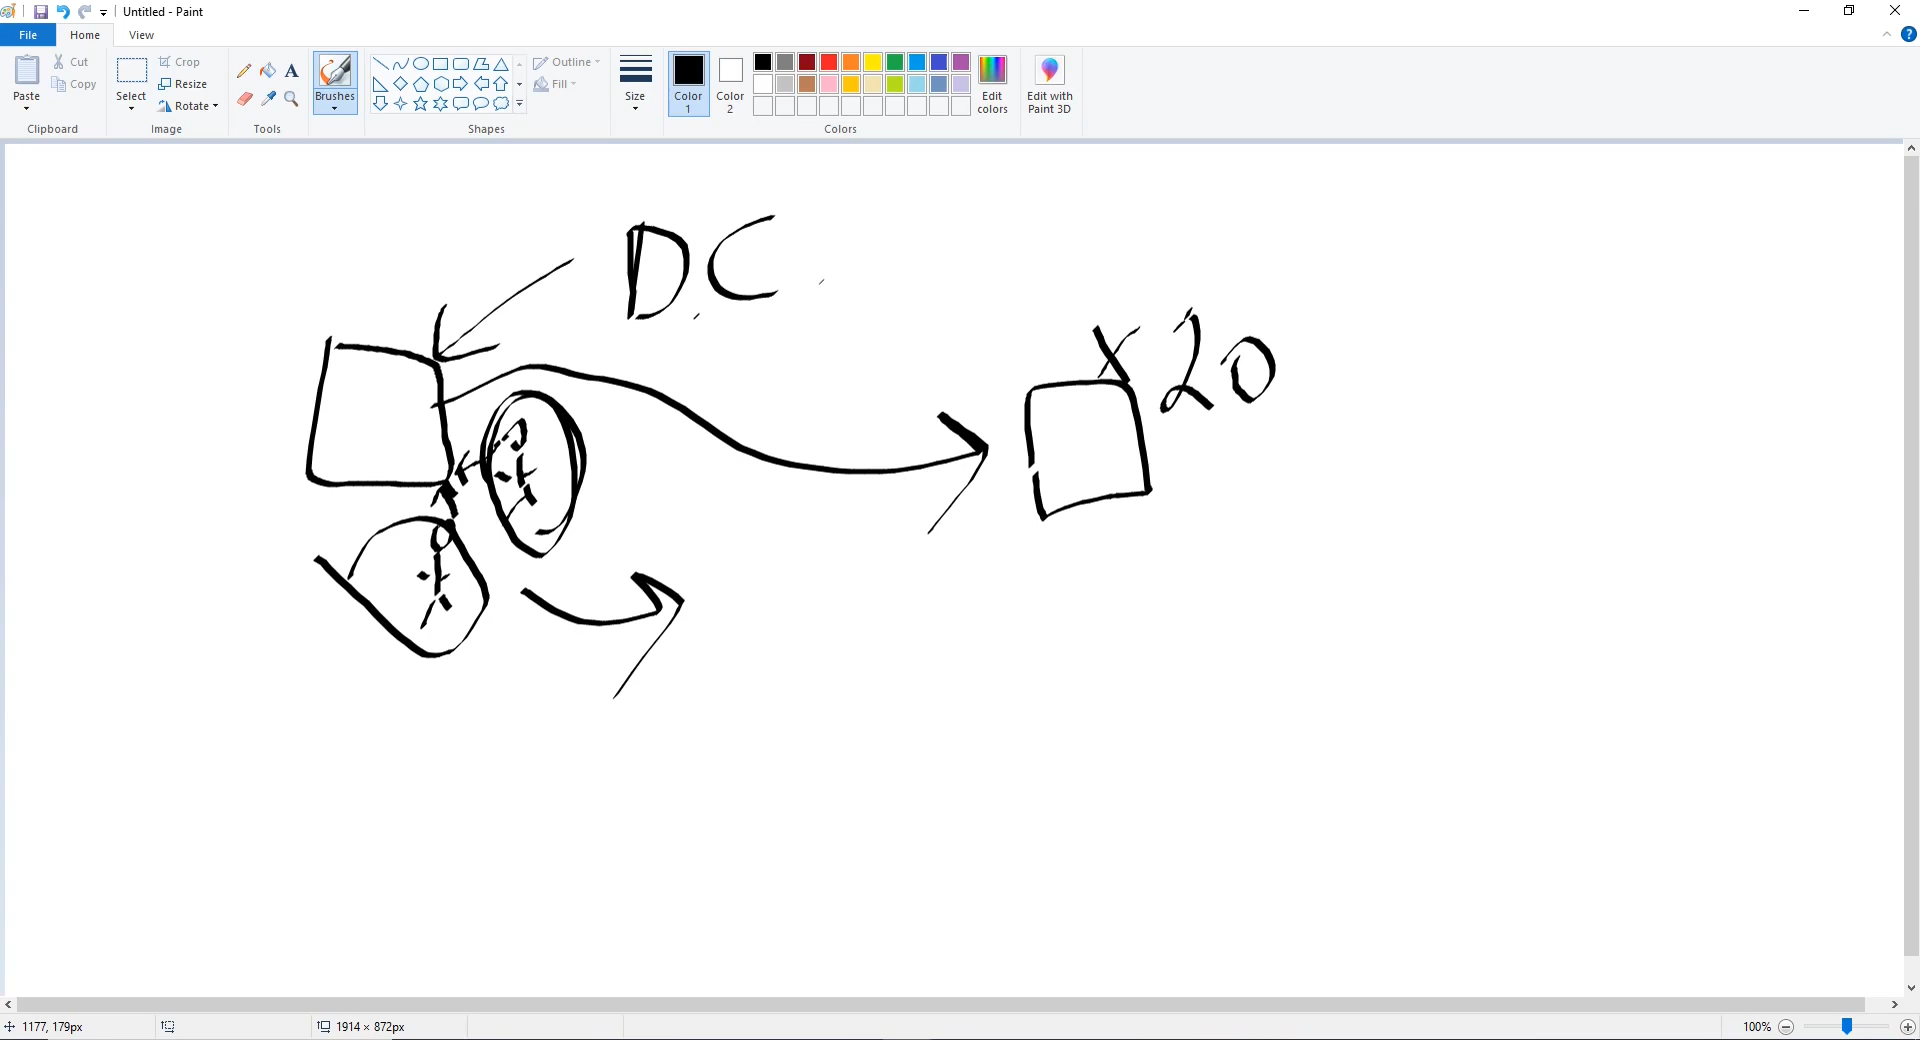 Untitled - Paint
File
Home
View
Paste
Cut
Copy
Clipboard
Select
Crop
Resize
Rotate
Image
Tools
Brushes
Shapes
Outline
Fill
Size
Color 1
Color 2
Colors
Edit colors
Edit with Paint 3D
DC
x20
1177, 179px
1914 × 872px
100%